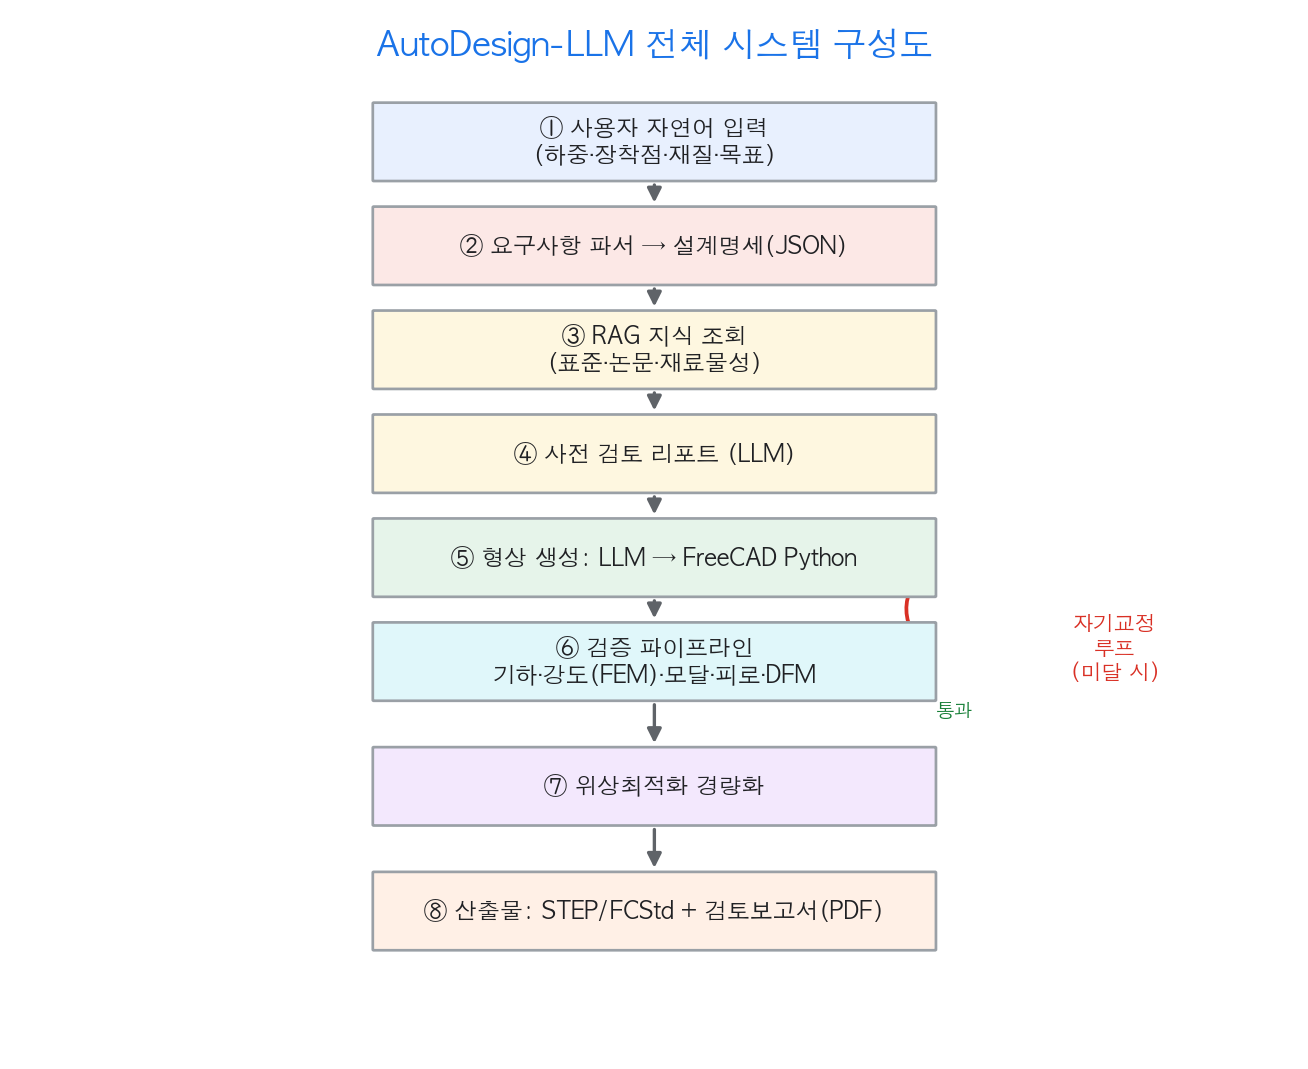 AutoDesign-LLM 전체 시스템 구성도
① 사용자 자연어 입력
(하중·장착점·재질·목표)
② 요구사항 파서 → 설계명세(JSON)
③ RAG 지식 조회
(표준·논문·재료물성)
④ 사전 검토 리포트 (LLM)
⑤ 형상 생성: LLM → FreeCAD Python
자기교정
루프
(미달 시)
⑥ 검증 파이프라인
기하·강도(FEM)·모달·피로·DFM
통과
⑦ 위상최적화 경량화
⑧ 산출물: STEP/FCStd + 검토보고서(PDF)